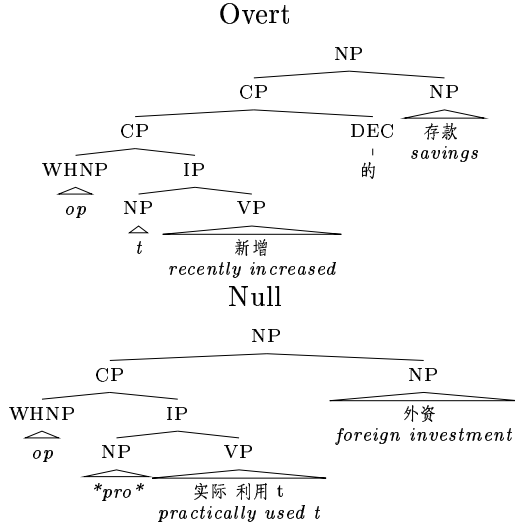 Overt
NP
CP NP
CP DEC 存款
savings
WHNP IP 的
op NP VP
t 新增
recently increased
Null
NP
CP NP
WHNP IP 外资
foreign investment
op NP VP
*pro* 实际 利用 t
practically used t